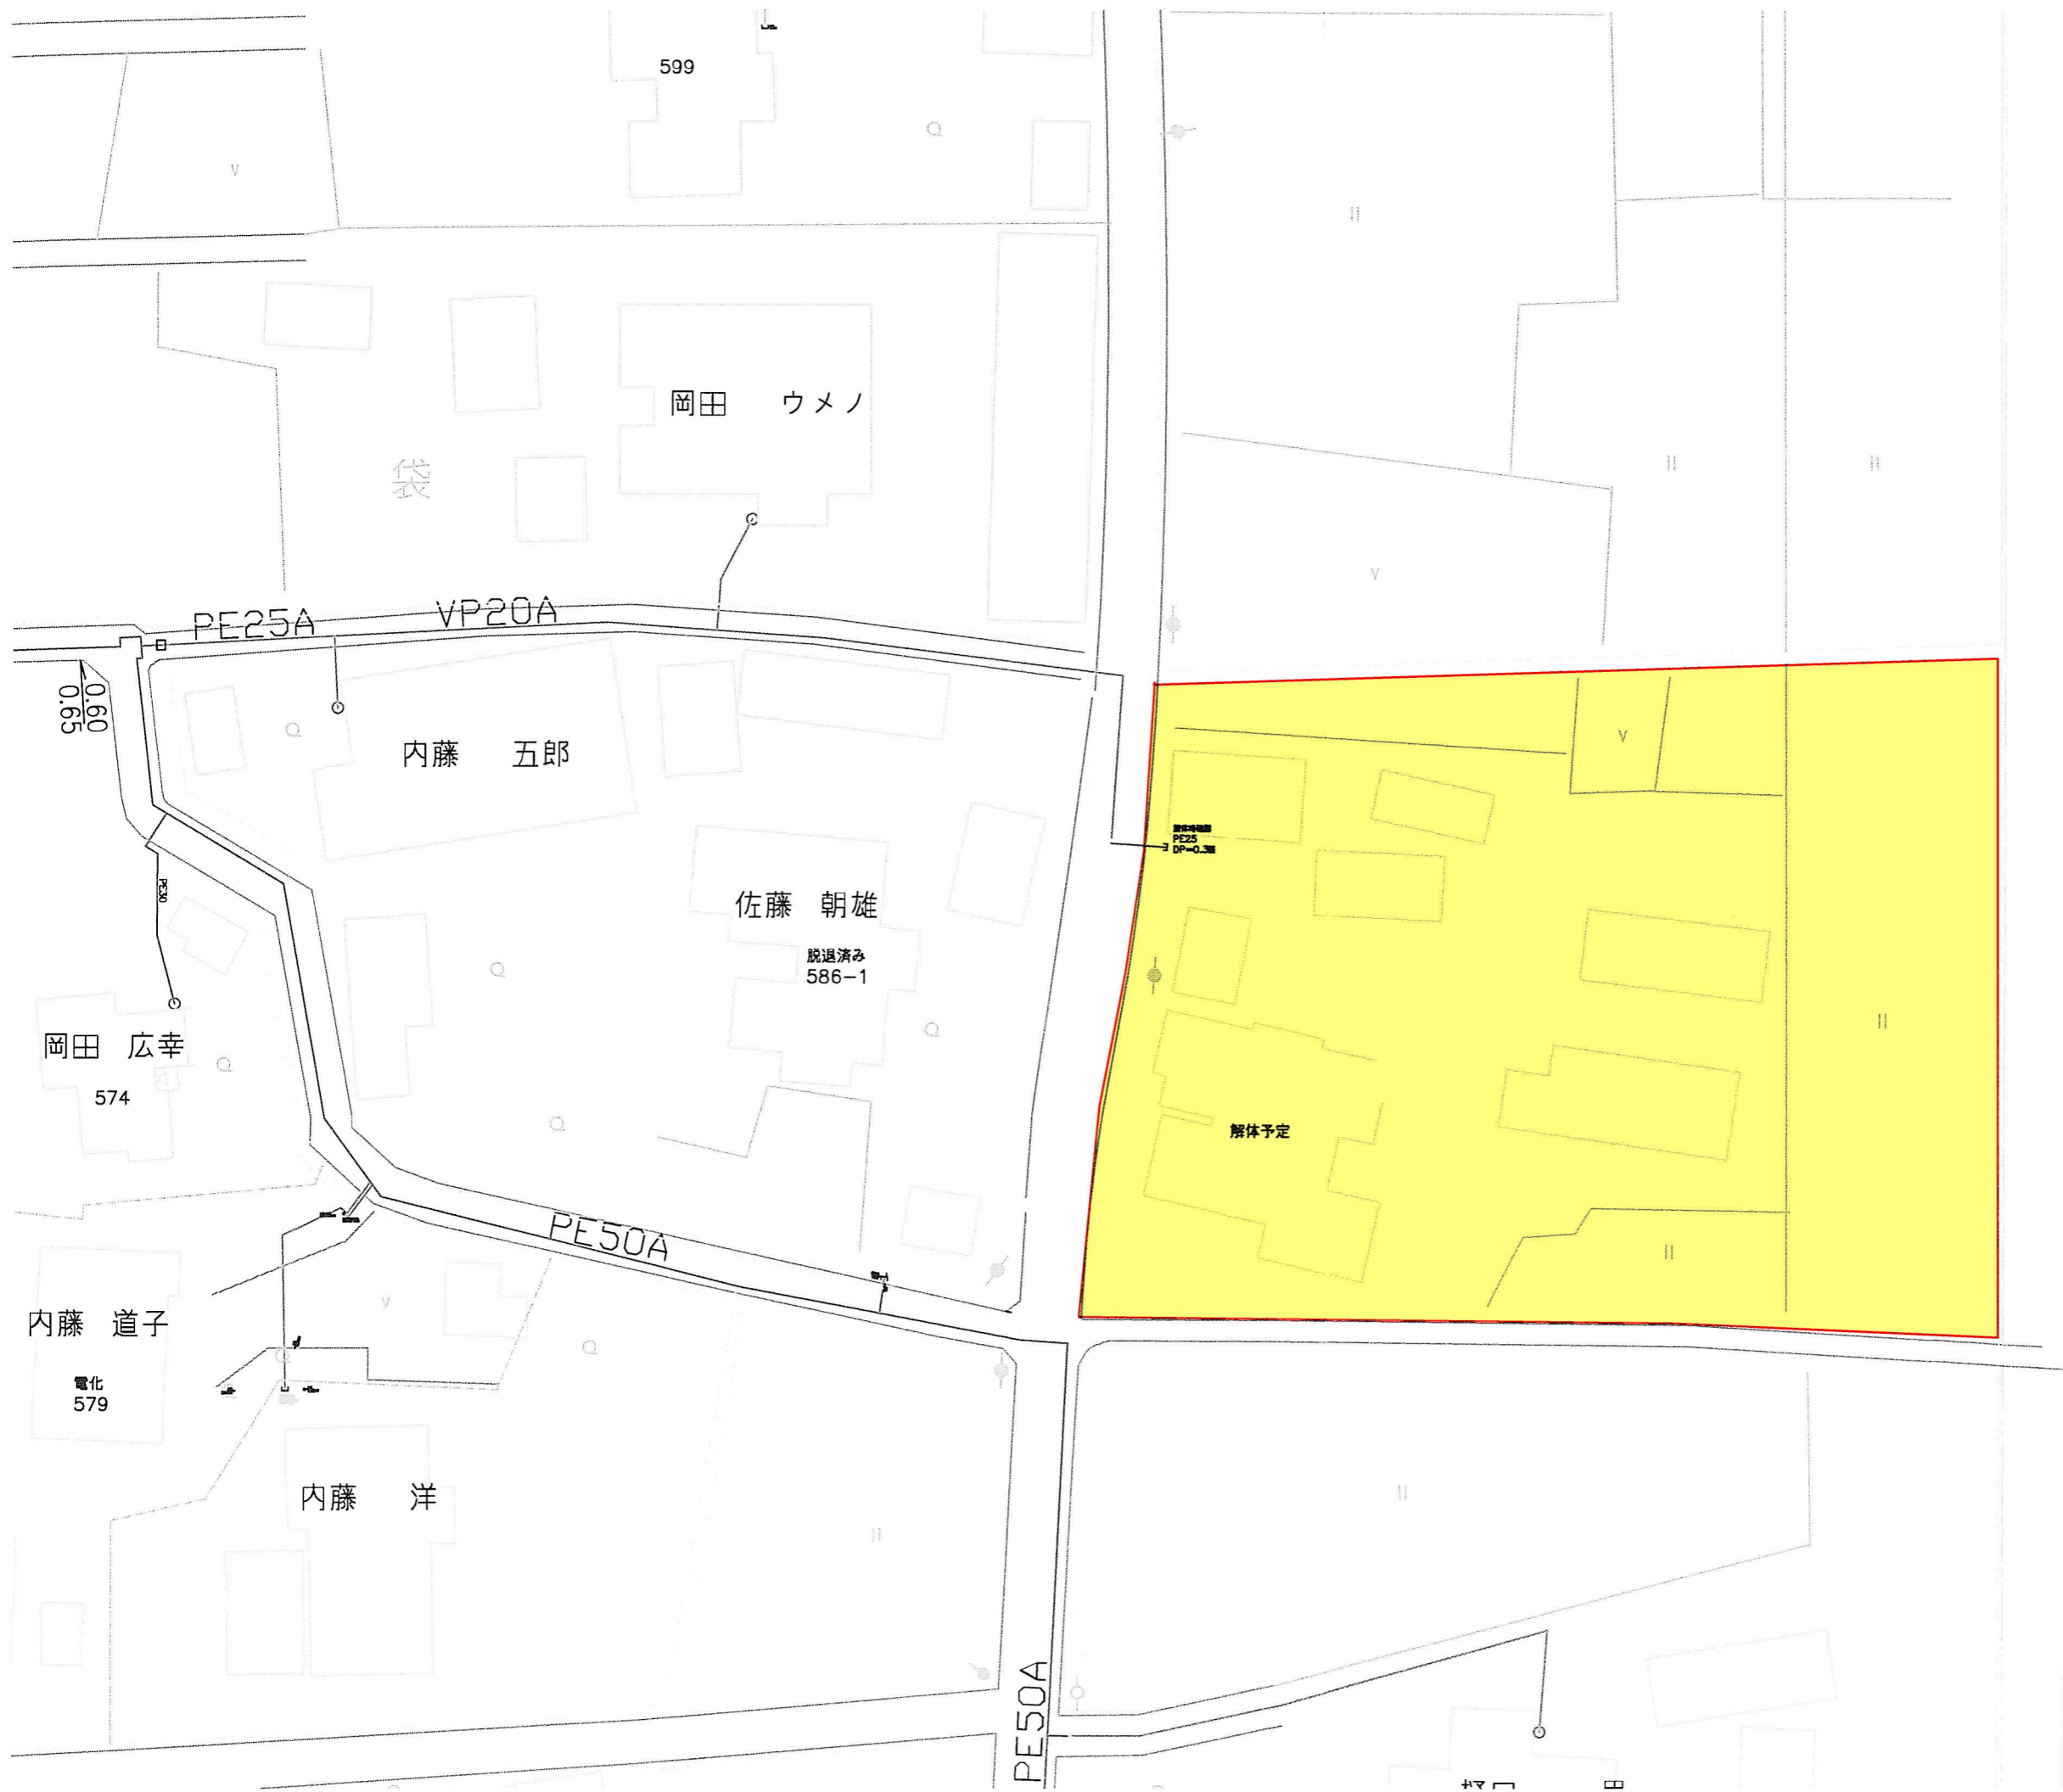 599
岡田 ウメノ
袋
PE25A
VP20A
0.60
0.65
内藤 五郎
PE25
佐藤 朝雄
脱退済み
586-1
PE30
岡田 広幸
574
解体予定
PE50A
内藤 道子
電化
579
内藤 洋
PE50A